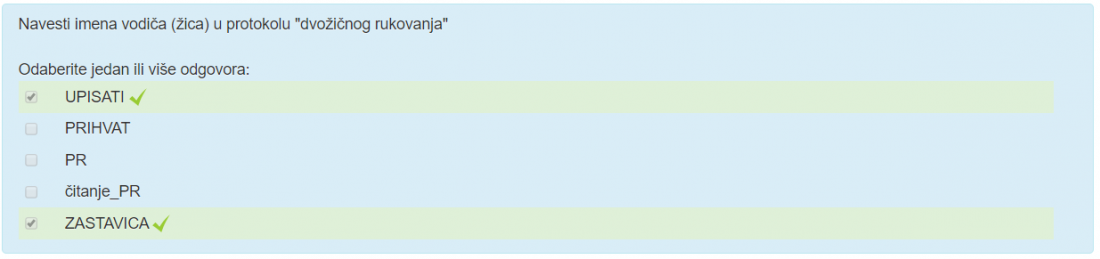 Navesti imena vodiča (žica) u protokolu "dvožičnog rukovanja"
Odaberite jedan ili više odgovora:
UPISATI
PRIHVAT
PR
čitanje_PR
ZASTAVICA